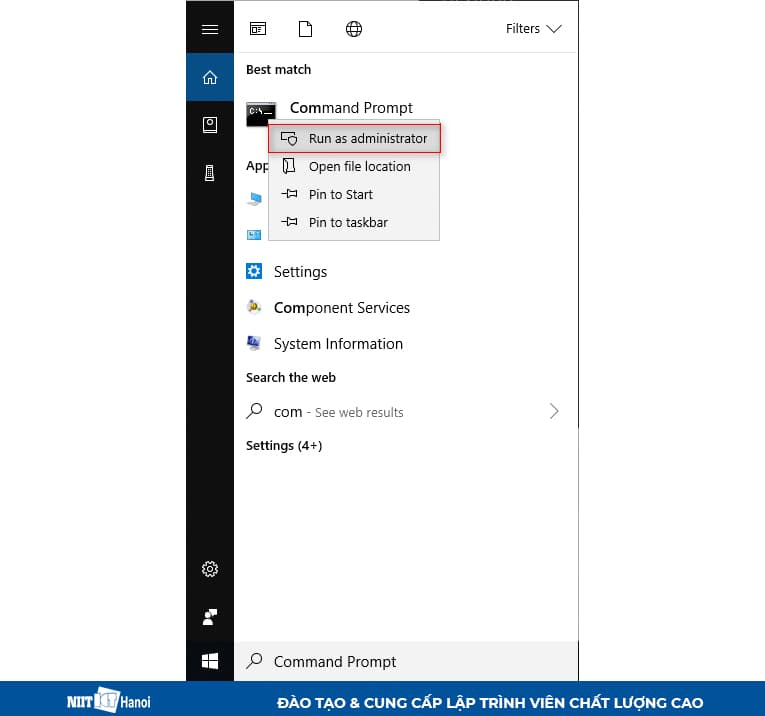 Filters
Best match
C:\_
Command Prompt
Run as administrator
App
Open file location
Pin to Start
Pin to taskbar
Settings
Component Services
System Information
Search the web
com - See web results
Settings (4+)
Command Prompt
NIIT ICT Hanoi
ĐÀO TẠO & CUNG CẤP LẬP TRÌNH VIÊN CHẤT LƯỢNG CAO